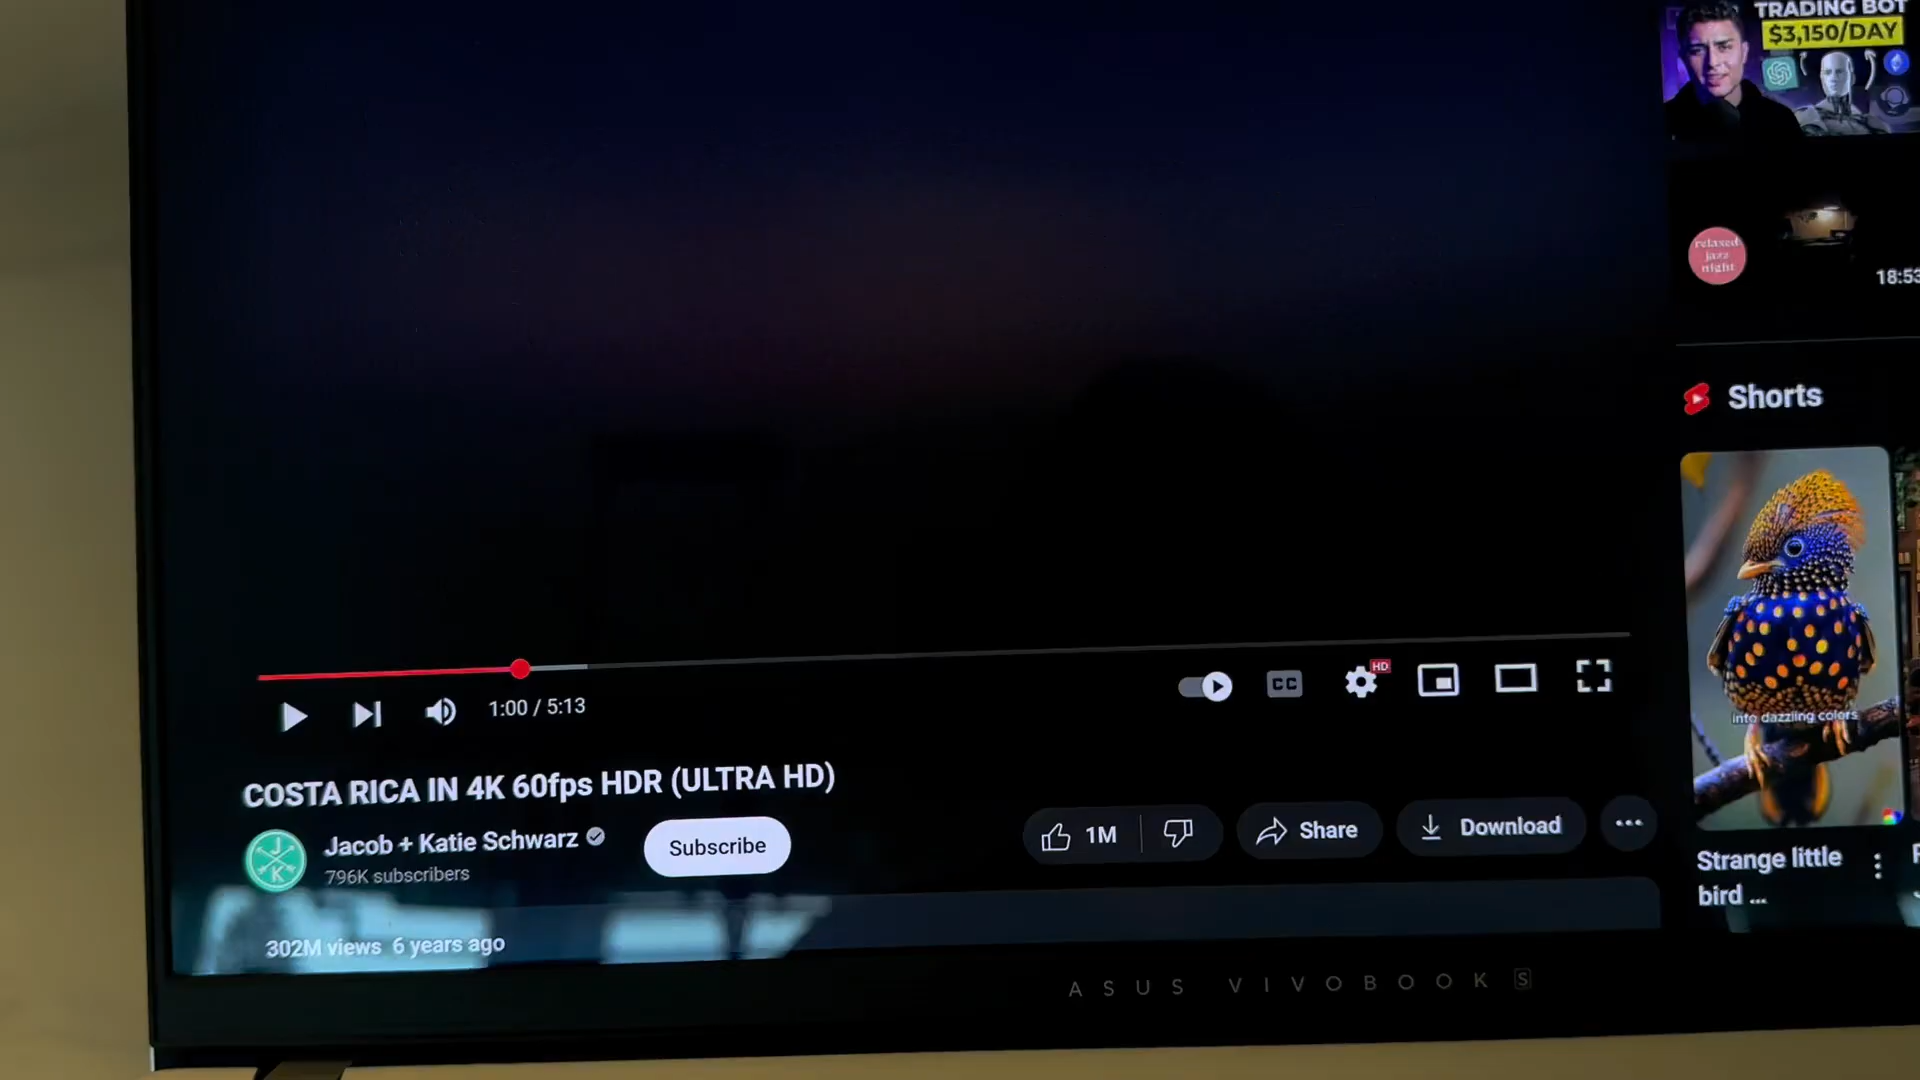 TRADING BOT
$3,150/DAY
relaxed
jazz
night
18:53
Shorts
into dazzling colors
Strange little
bird ...
1:00 / 5:13
CC
HD
COSTA RICA IN 4K 60fps HDR (ULTRA HD)
J
K
Jacob + Katie Schwarz
796K subscribers
Subscribe
1M
Share
Download
302M views 6 years ago
ASUS VIVOBOOK S